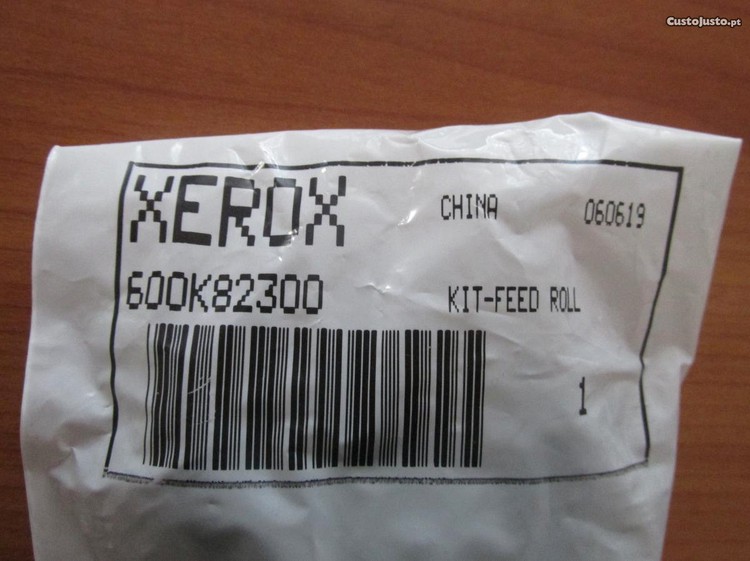 CustoJusto.pt
XEROX CHINA 060619
600K82300 KIT-FEED ROLL
1